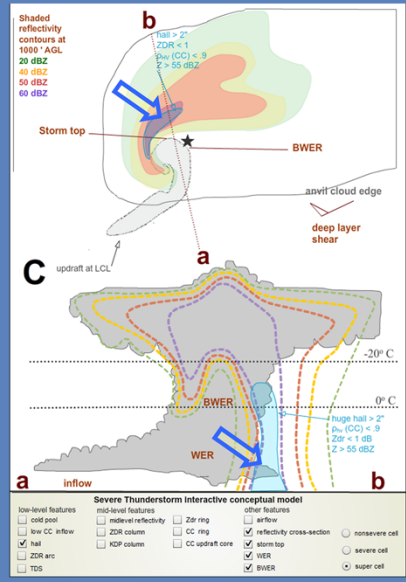 Shaded
reflectivity
contours at
1000 ' AGL
20 dBZ
40 dBZ
50 dBZ
60 dBZ
b
hail > 2"
ZDR < 1
ρHV (CC) < .9
Z > 55 dBZ
Storm top
BWER
anvil cloud edge
deep layer
shear
a
updraft at LCL
C
-20° C
0° C
BWER
huge hail > 2"
ρhv (CC) < .9
Zdr < 1 dB
Z > 55 dBZ
WER
a
inflow
b
Severe Thunderstorm Interactive conceptual model
low-level features
cold pool
low CC inflow
hail
ZDR arc
TDS
mid-level features
midlevel reflectivity
ZDR column
KDP column
Zdr ring
CC ring
CC updraft core
other features
airflow
reflectivity cross-section
storm top
WER
BWER
nonsevere cell
severe cell
super cell